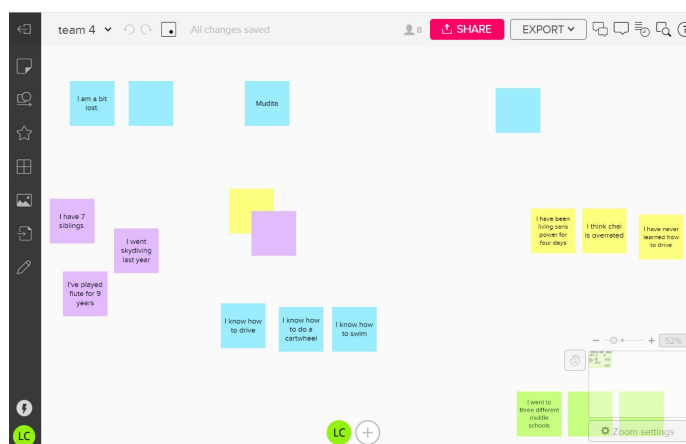 team 4
All changes saved
8
SHARE
EXPORT
?
I am a bit
lost.
Mudita
I have 7
siblings.
I went
skydiving
last year
I've played
flute for 9
years
I have been
living sans
power for
four days
I think chai
is overrated
I have never
learned how
to drive
I know how
to drive
I know how
to do a
cartwheel
I know how
to swim
52%
I went to
three different
middle
schools
Zoom settings
LC
LC